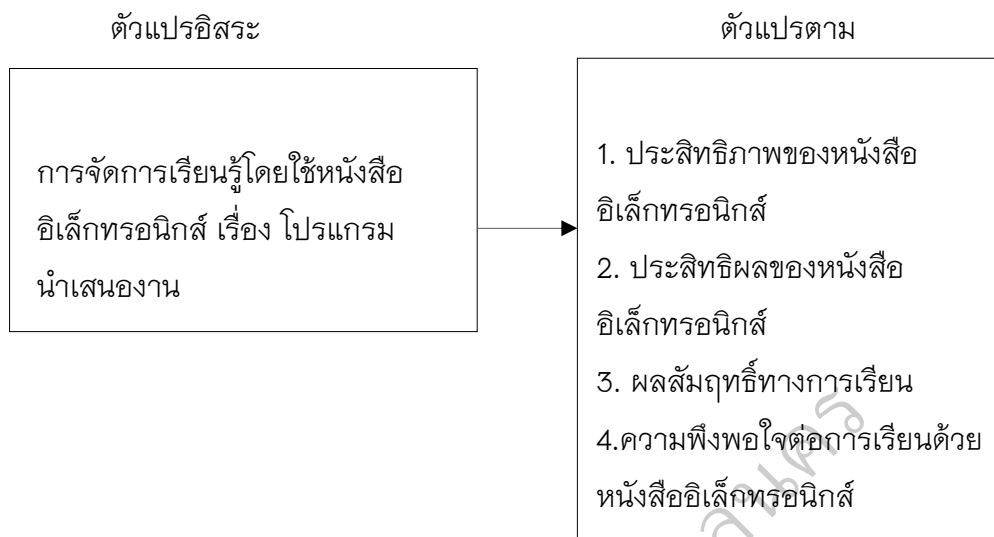 ตัวแปรอิสระ
ตัวแปรตาม
การจัดการเรียนรู้โดยใช้หนังสือ
อิเล็กทรอนิกส์ เรื่อง โปรแกรม
นำเสนองาน
1. ประสิทธิภาพของหนังสือ
อิเล็กทรอนิกส์
2. ประสิทธิผลของหนังสือ
อิเล็กทรอนิกส์
3. ผลสัมฤทธิ์ทางการเรียน
4.ความพึงพอใจต่อการเรียนด้วย
หนังสืออิเล็กทรอนิกส์